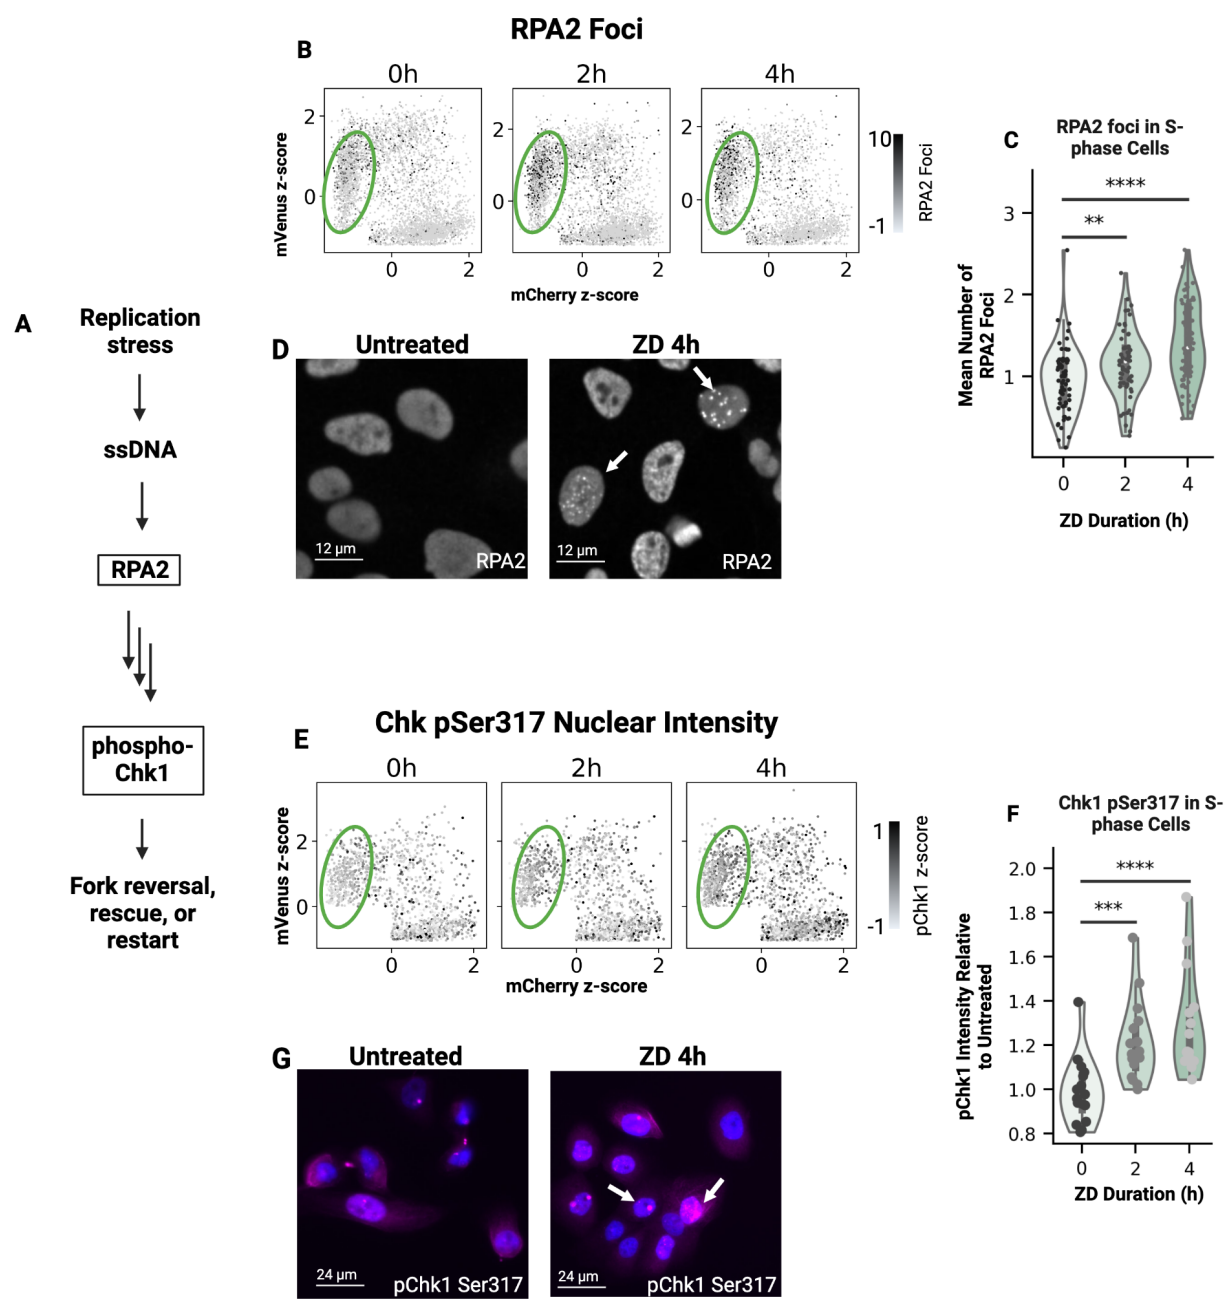 A
Replication
stress
ssDNA
RPA2
phospho-
Chk1
Fork reversal,
rescue, or
restart
B
RPA2 Foci
0h
2h
4h
mVenus z-score
2
0
2
0
2
0
0
2
0
2
0
2
mCherry z-score
10
-1
RPA2 Foci
C
RPA2 foci in S-
phase Cells
****
**
Mean Number of
RPA2 Foci
3
2
1
0
2
4
ZD Duration (h)
D
Untreated
ZD 4h
12 µm
RPA2
12 µm
RPA2
E
Chk pSer317 Nuclear Intensity
0h
2h
4h
mVenus z-score
2
0
2
0
2
0
0
2
0
2
0
2
mCherry z-score
1
-1
pChk1 z-score
F
Chk1 pSer317 in S-
phase Cells
****
***
pChk1 Intensity Relative
to Untreated
2.0
1.8
1.6
1.4
1.2
1.0
0.8
0
2
4
ZD Duration (h)
G
Untreated
ZD 4h
24 µm
pChk1 Ser317
24 µm
pChk1 Ser317